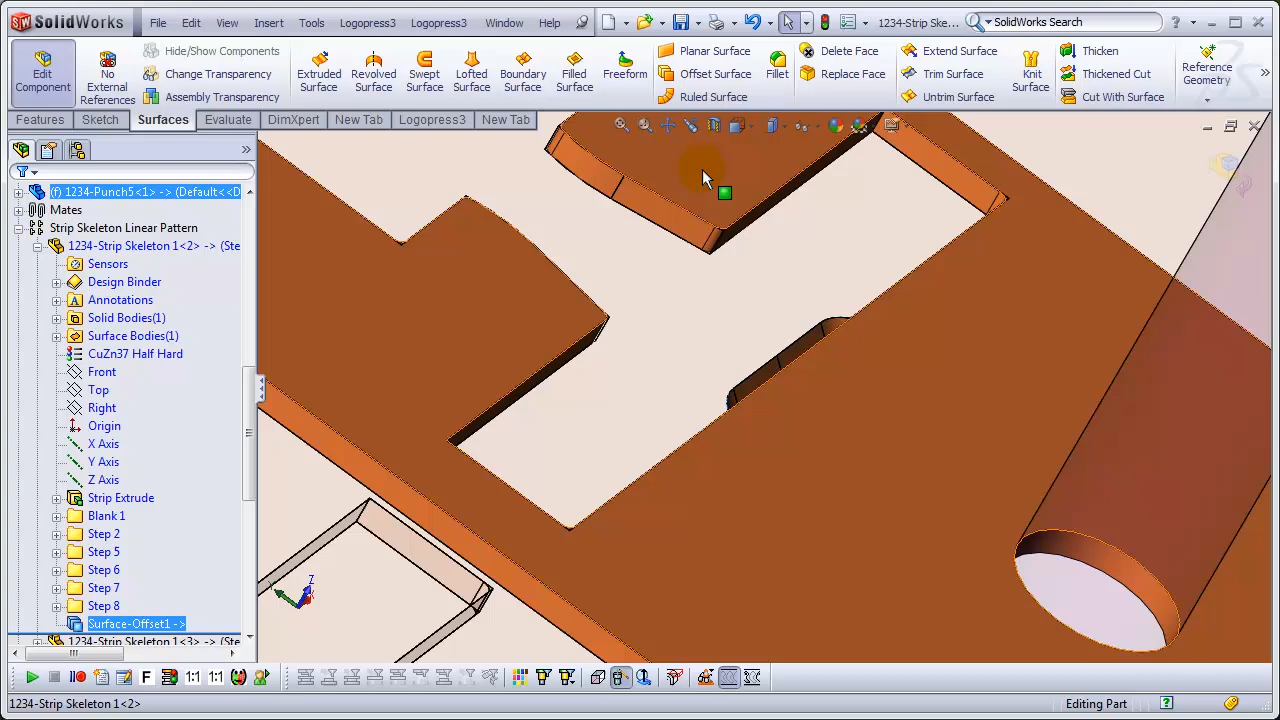 SolidWorks File Edit View Insert Tools Logopress3 Logopress3 Window Help 1234-Strip Ske... SolidWorks Search
Edit Component
No External References
Hide/Show Components
Change Transparency
Assembly Transparency
Extruded Surface
Revolved Surface
Swept Surface
Lofted Surface
Boundary Surface
Filled Surface
Freeform
Planar Surface
Offset Surface
Ruled Surface
Fillet
Delete Face
Replace Face
Extend Surface
Trim Surface
Untrim Surface
Knit Surface
Thicken
Thickened Cut
Cut With Surface
Reference Geometry
Features Sketch Surfaces Evaluate DimXpert New Tab Logopress3 New Tab
(f) 1234-Punch5<1> -> (Default<<D
Mates
Strip Skeleton Linear Pattern
1234-Strip Skeleton 1<2> -> (Ste
Sensors
Design Binder
Annotations
Solid Bodies(1)
Surface Bodies(1)
CuZn37 Half Hard
Front
Top
Right
Origin
X Axis
Y Axis
Z Axis
Strip Extrude
Blank 1
Step 2
Step 5
Step 6
Step 7
Step 8
Surface-Offset1 ->
1234-Strip Skeleton 1<3> -> (Ste
Z
F 1:1 1:1
1234-Strip Skeleton 1<2> Editing Part